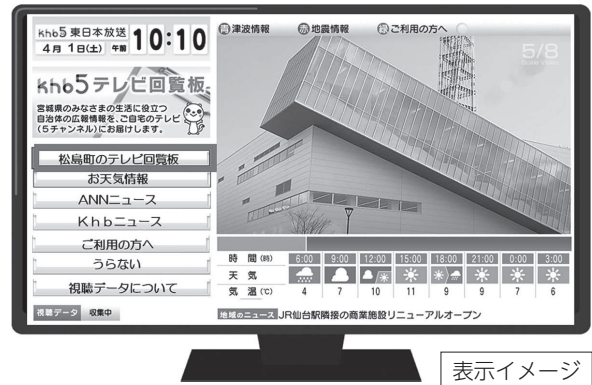 khb5 東日本放送
4月 1日(土) 午前 10:10
青 津波情報 赤 地震情報 緑 ご利用の方へ
5/8
khb5 テレビ回覧板
宮城県のみなさまの生活に役立つ
自治体の広報情報を、ご自宅のテレビ
(5チャンネル)にお届けします。
松島町のテレビ回覧板
お天気情報
ANNニュース
Khbニュース
ご利用の方へ
うらない
視聴データについて
視聴データ 収集中
時 間(時) 6:00 9:00 12:00 15:00 18:00 21:00 0:00 3:00
天 気
気 温(℃) 4 7 10 11 9 9 7 6
地域のニュース JR仙台駅隣接の商業施設リニューアルオープン
表示イメージ